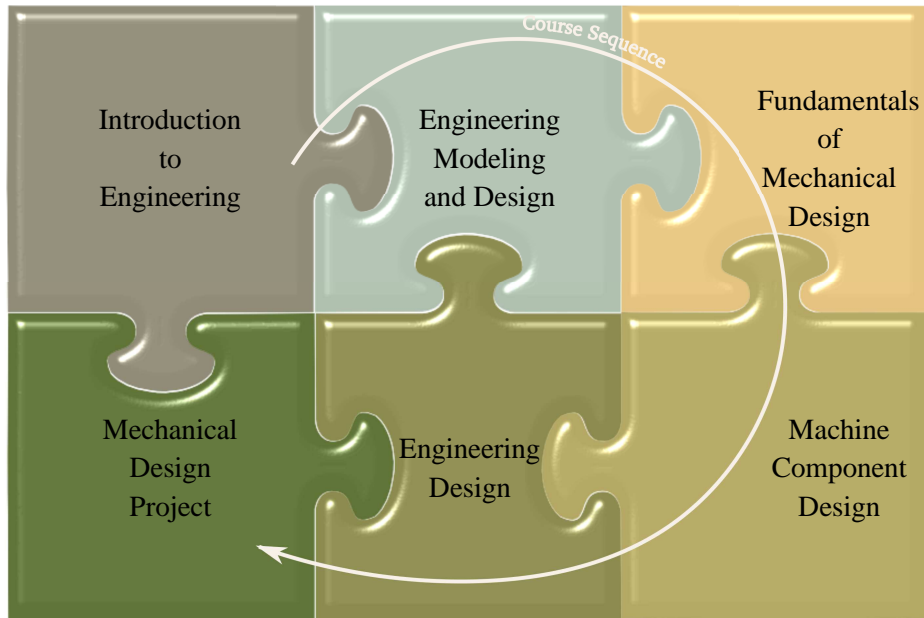 Course Sequence
Introduction
to
Engineering
Engineering
Modeling
and Design
Fundamentals
of
Mechanical
Design
Mechanical
Design
Project
Engineering
Design
Machine
Component
Design